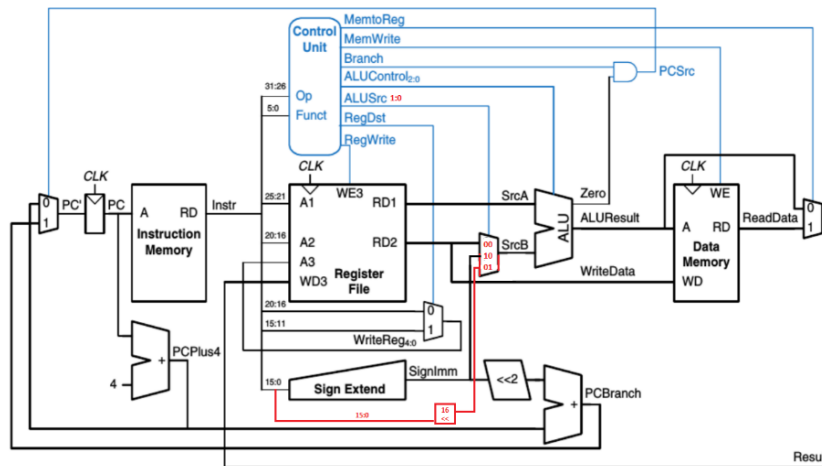 MemtoReg
Control
Unit
MemWrite
Branch
ALUControl2:0
PCSrc
31:26
Op
ALUSrc 1:0
5:0
Funct
RegDst
RegWrite
CLK
CLK
CLK
0
1
PC'
PC
A
RD
Instr
Instruction
Memory
25:21
A1
WE3
RD1
SrcA
Zero
WE
0
1
20:16
A2
RD2
00
10
01
SrcB
ALU
ALUResult
A
RD
ReadData
A3
Register
File
WD3
Data
Memory
WriteData
WD
20:16
0
15:11
1
WriteReg4:0
PCPlus4
+
4
15:0
SignImm
Sign Extend
<<2
PCBranch
+
15:0
16
<<
Resu